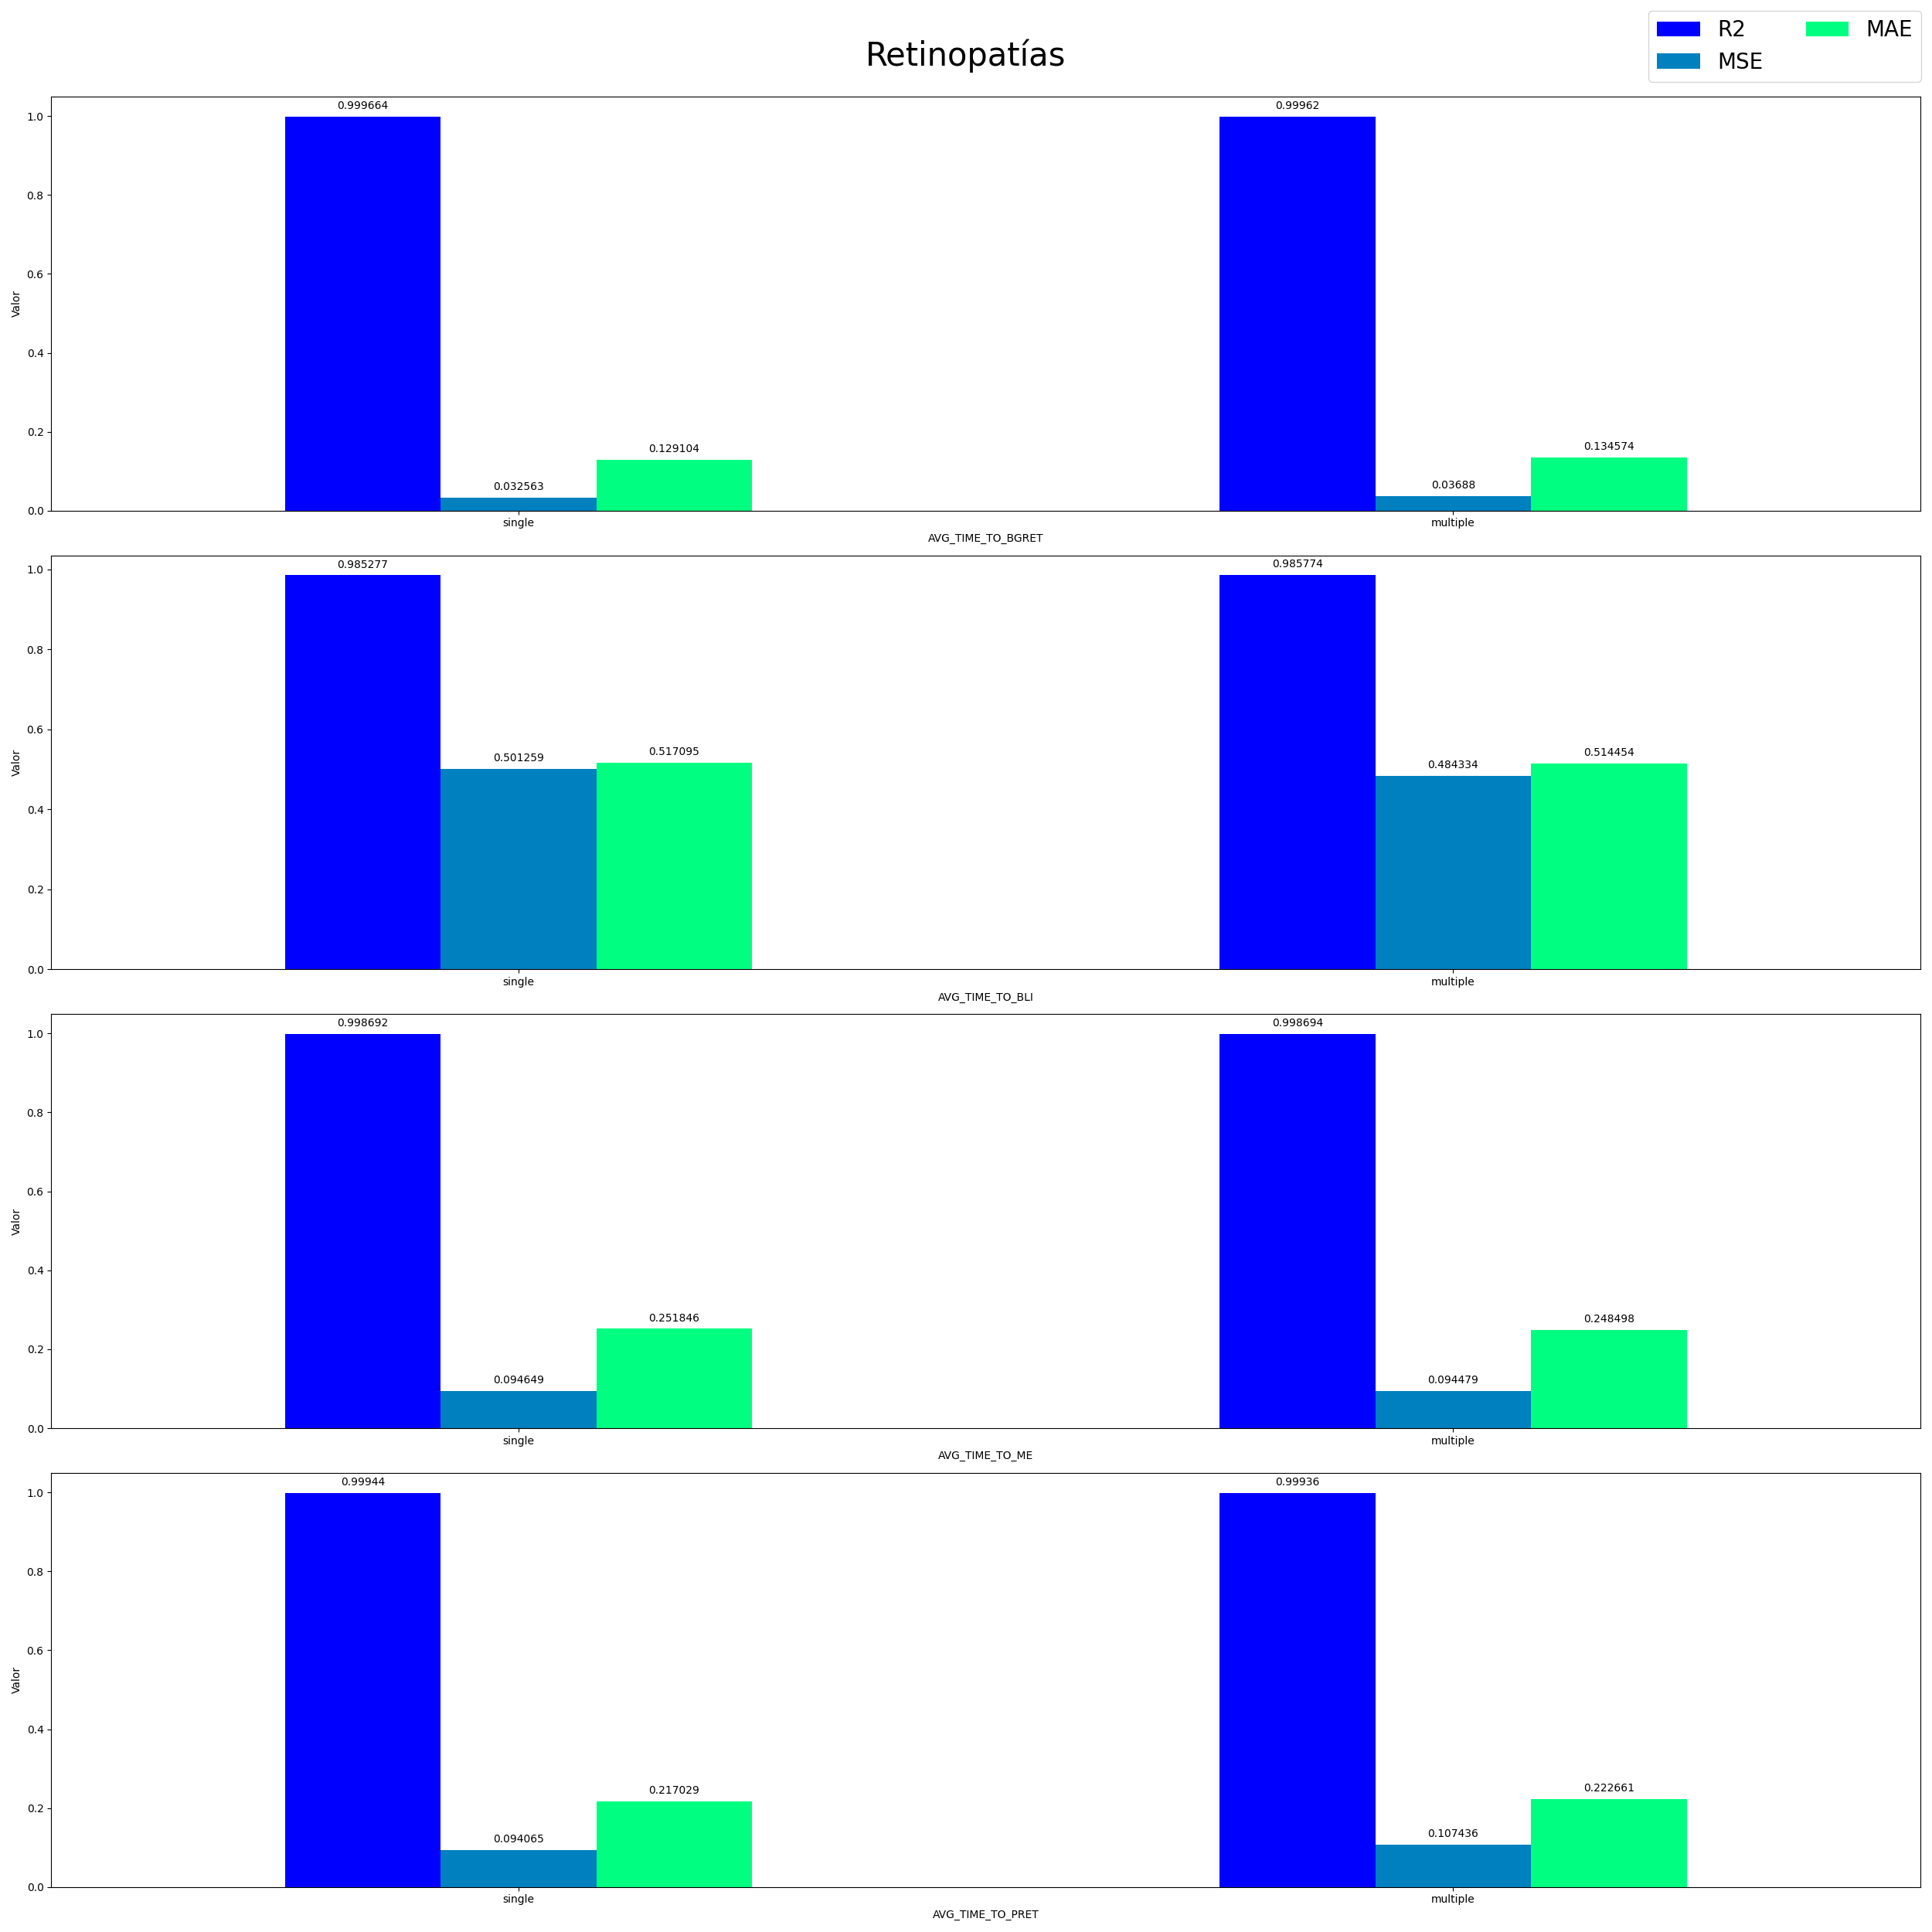 Retinopatías
R2 MAE
MSE
0.999664 0.99962
1.0
0.8
0.6
Valor
0.4
0.2
0.129104 0.134574
0.032563 0.03688
0.0
single multiple
AVG_TIME_TO_BGRET
0.985277 0.985774
1.0
0.8
0.6
0.501259 0.517095 0.484334 0.514454
Valor
0.4
0.2
0.0
single multiple
AVG_TIME_TO_BLI
0.998692 0.998694
1.0
0.8
0.6
Valor
0.4
0.251846 0.248498
0.2
0.094649 0.094479
0.0
single multiple
AVG_TIME_TO_ME
0.99944 0.99936
1.0
0.8
0.6
Valor
0.4
0.217029 0.222661
0.2
0.094065 0.107436
0.0
single multiple
AVG_TIME_TO_PRET